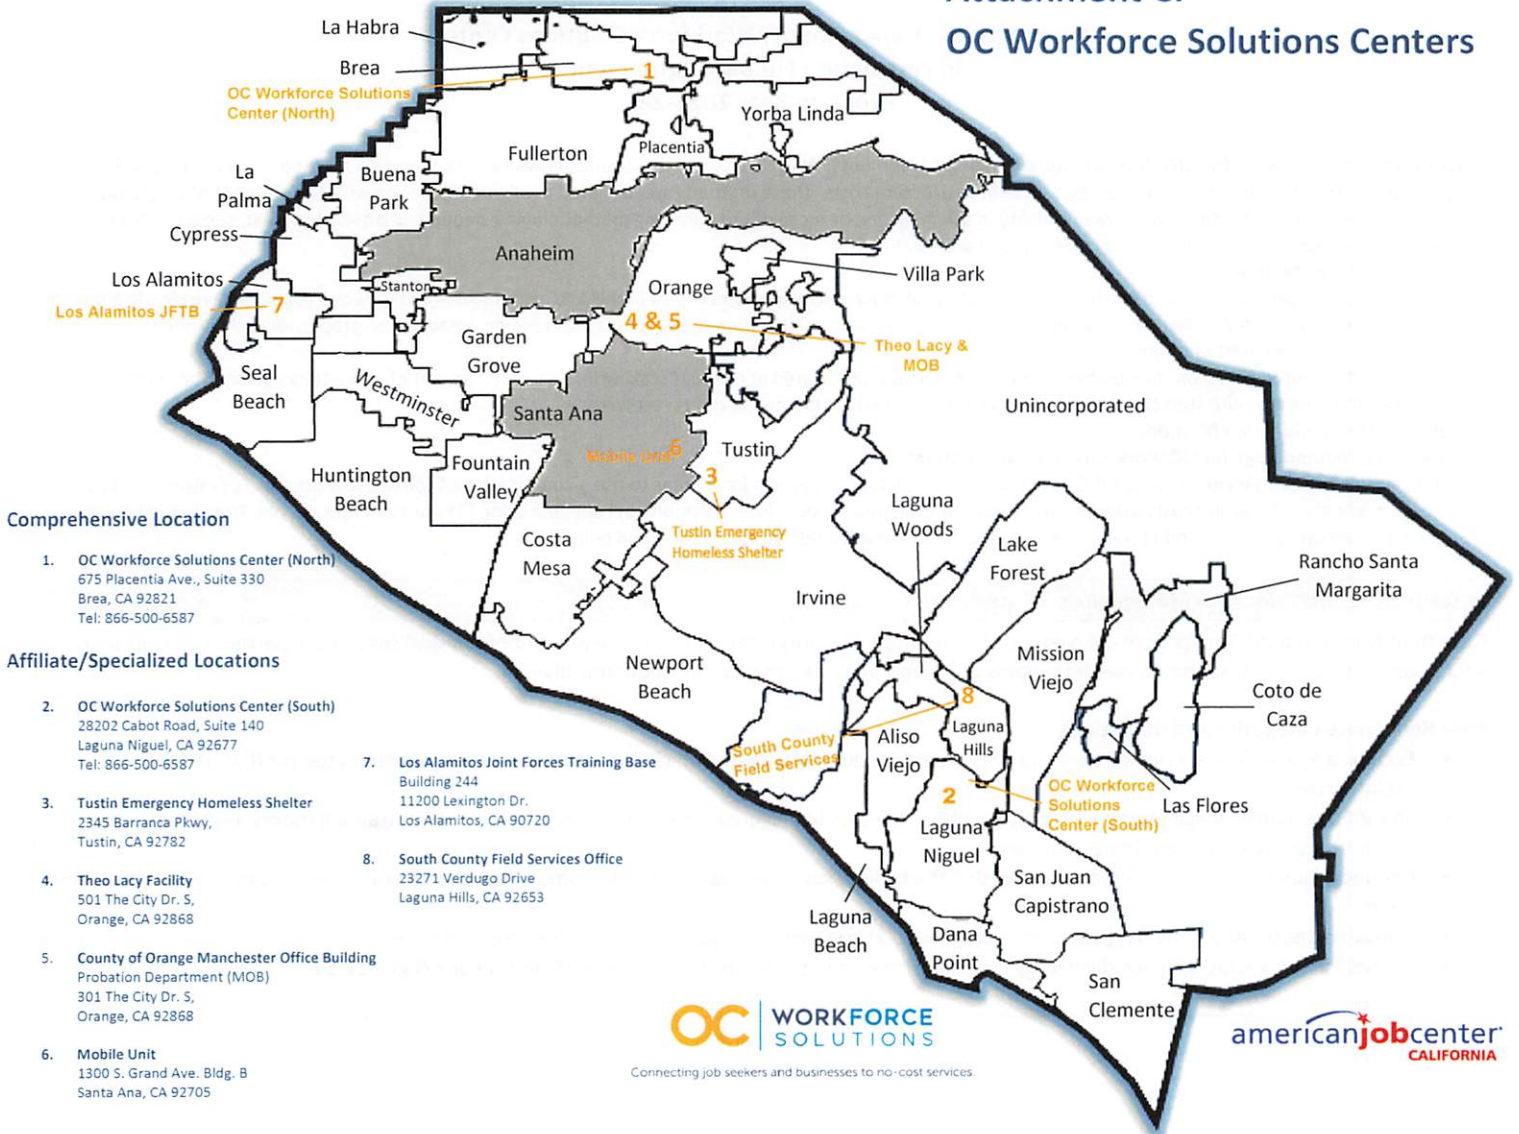 OC Workforce Solutions Centers
La Habra
Brea
1
OC Workforce Solutions
Center (North)
Yorba Linda
Fullerton
Placentia
La
Palma
Buena
Park
Cypress
Anaheim
Los Alamitos
Stanton
Orange
Villa Park
Los Alamitos JFTB
7
4 & 5
Theo Lacy &
MOB
Garden
Grove
Seal
Beach
Westminster
Santa Ana
Unincorporated
Mobile Unit
6
Tustin
3
Huntington
Beach
Fountain
Valley
Tustin Emergency
Homeless Shelter
Laguna
Woods
Costa
Mesa
Lake
Forest
Rancho Santa
Margarita
Irvine
Newport
Beach
Mission
Viejo
Coto de
Caza
8
Laguna
Hills
Aliso
Viejo
South County
Field Services
2
OC Workforce
Solutions
Center (South)
Las Flores
Laguna
Niguel
San Juan
Capistrano
Laguna
Beach
Dana
Point
San
Clemente
Comprehensive Location
1. OC Workforce Solutions Center (North)
675 Placentia Ave., Suite 330
Brea, CA 92821
Tel: 866-500-6587
Affiliate/Specialized Locations
2. OC Workforce Solutions Center (South)
28202 Cabot Road, Suite 140
Laguna Niguel, CA 92677
Tel: 866-500-6587
3. Tustin Emergency Homeless Shelter
2345 Barranca Pkwy,
Tustin, CA 92782
4. Theo Lacy Facility
501 The City Dr. S,
Orange, CA 92868
5. County of Orange Manchester Office Building
Probation Department (MOB)
301 The City Dr. S,
Orange, CA 92868
6. Mobile Unit
1300 S. Grand Ave. Bldg. B
Santa Ana, CA 92705
7. Los Alamitos Joint Forces Training Base
Building 244
11200 Lexington Dr.
Los Alamitos, CA 90720
8. South County Field Services Office
23271 Verdugo Drive
Laguna Hills, CA 92653
OC WORKFORCE
SOLUTIONS
Connecting job seekers and businesses to no-cost services.
americanjobcenter
CALIFORNIA